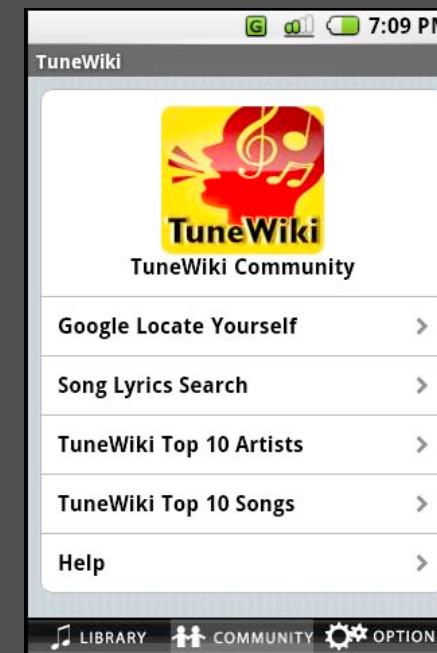 G 7:09 PM
TuneWiki
TuneWiki
TuneWiki Community
Google Locate Yourself
Song Lyrics Search
TuneWiki Top 10 Artists
TuneWiki Top 10 Songs
Help
LIBRARY COMMUNITY OPTION